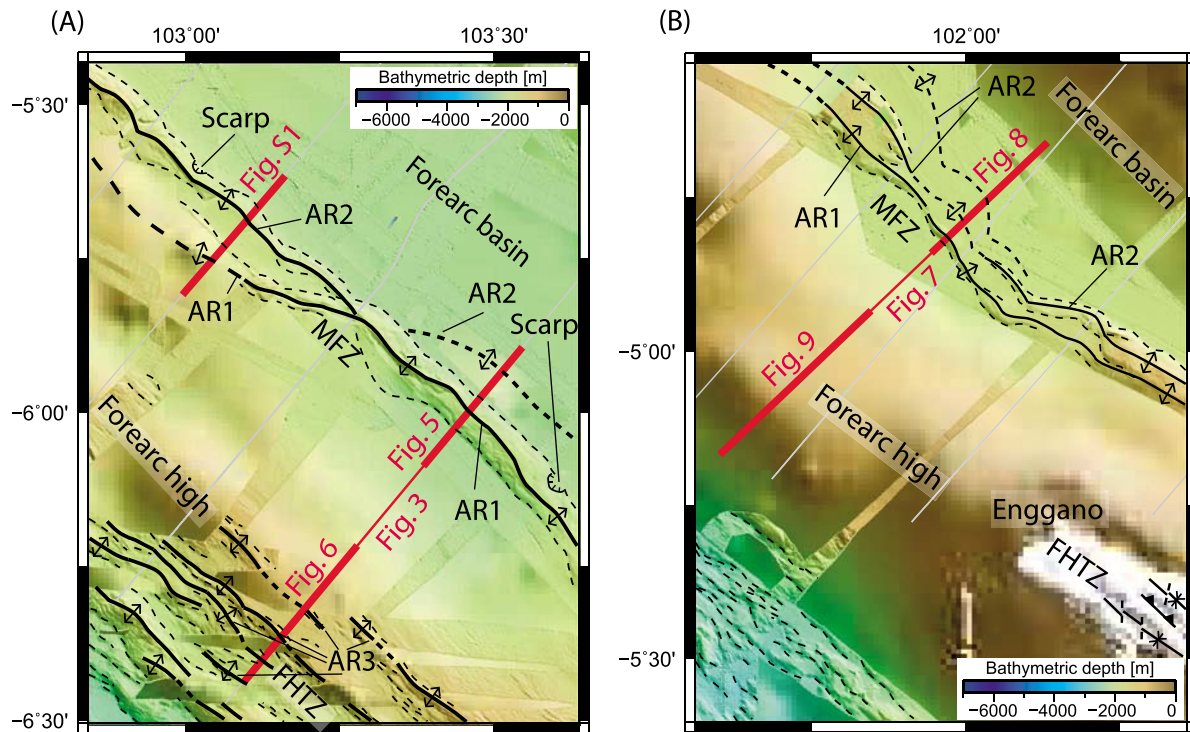 (A)
103°00'
103°30'
Bathymetric depth [m]
−6000 −4000 −2000 0
−5°30'
−6°00'
−6°30'
Scarp
Fig. S1
AR2
Forearc basin
AR1
MFZ
AR2
Scarp
Forearc high
Fig. 5
Fig. 3
AR1
Fig. 6
AR3
FHTZ
(B)
102°00'
AR2
Forearc basin
Fig. 8
AR1
MFZ
AR2
Fig. 7
−5°00'
Fig. 9
Forearc high
Enggano
FHTZ
−5°30'
Bathymetric depth [m]
−6000 −4000 −2000 0